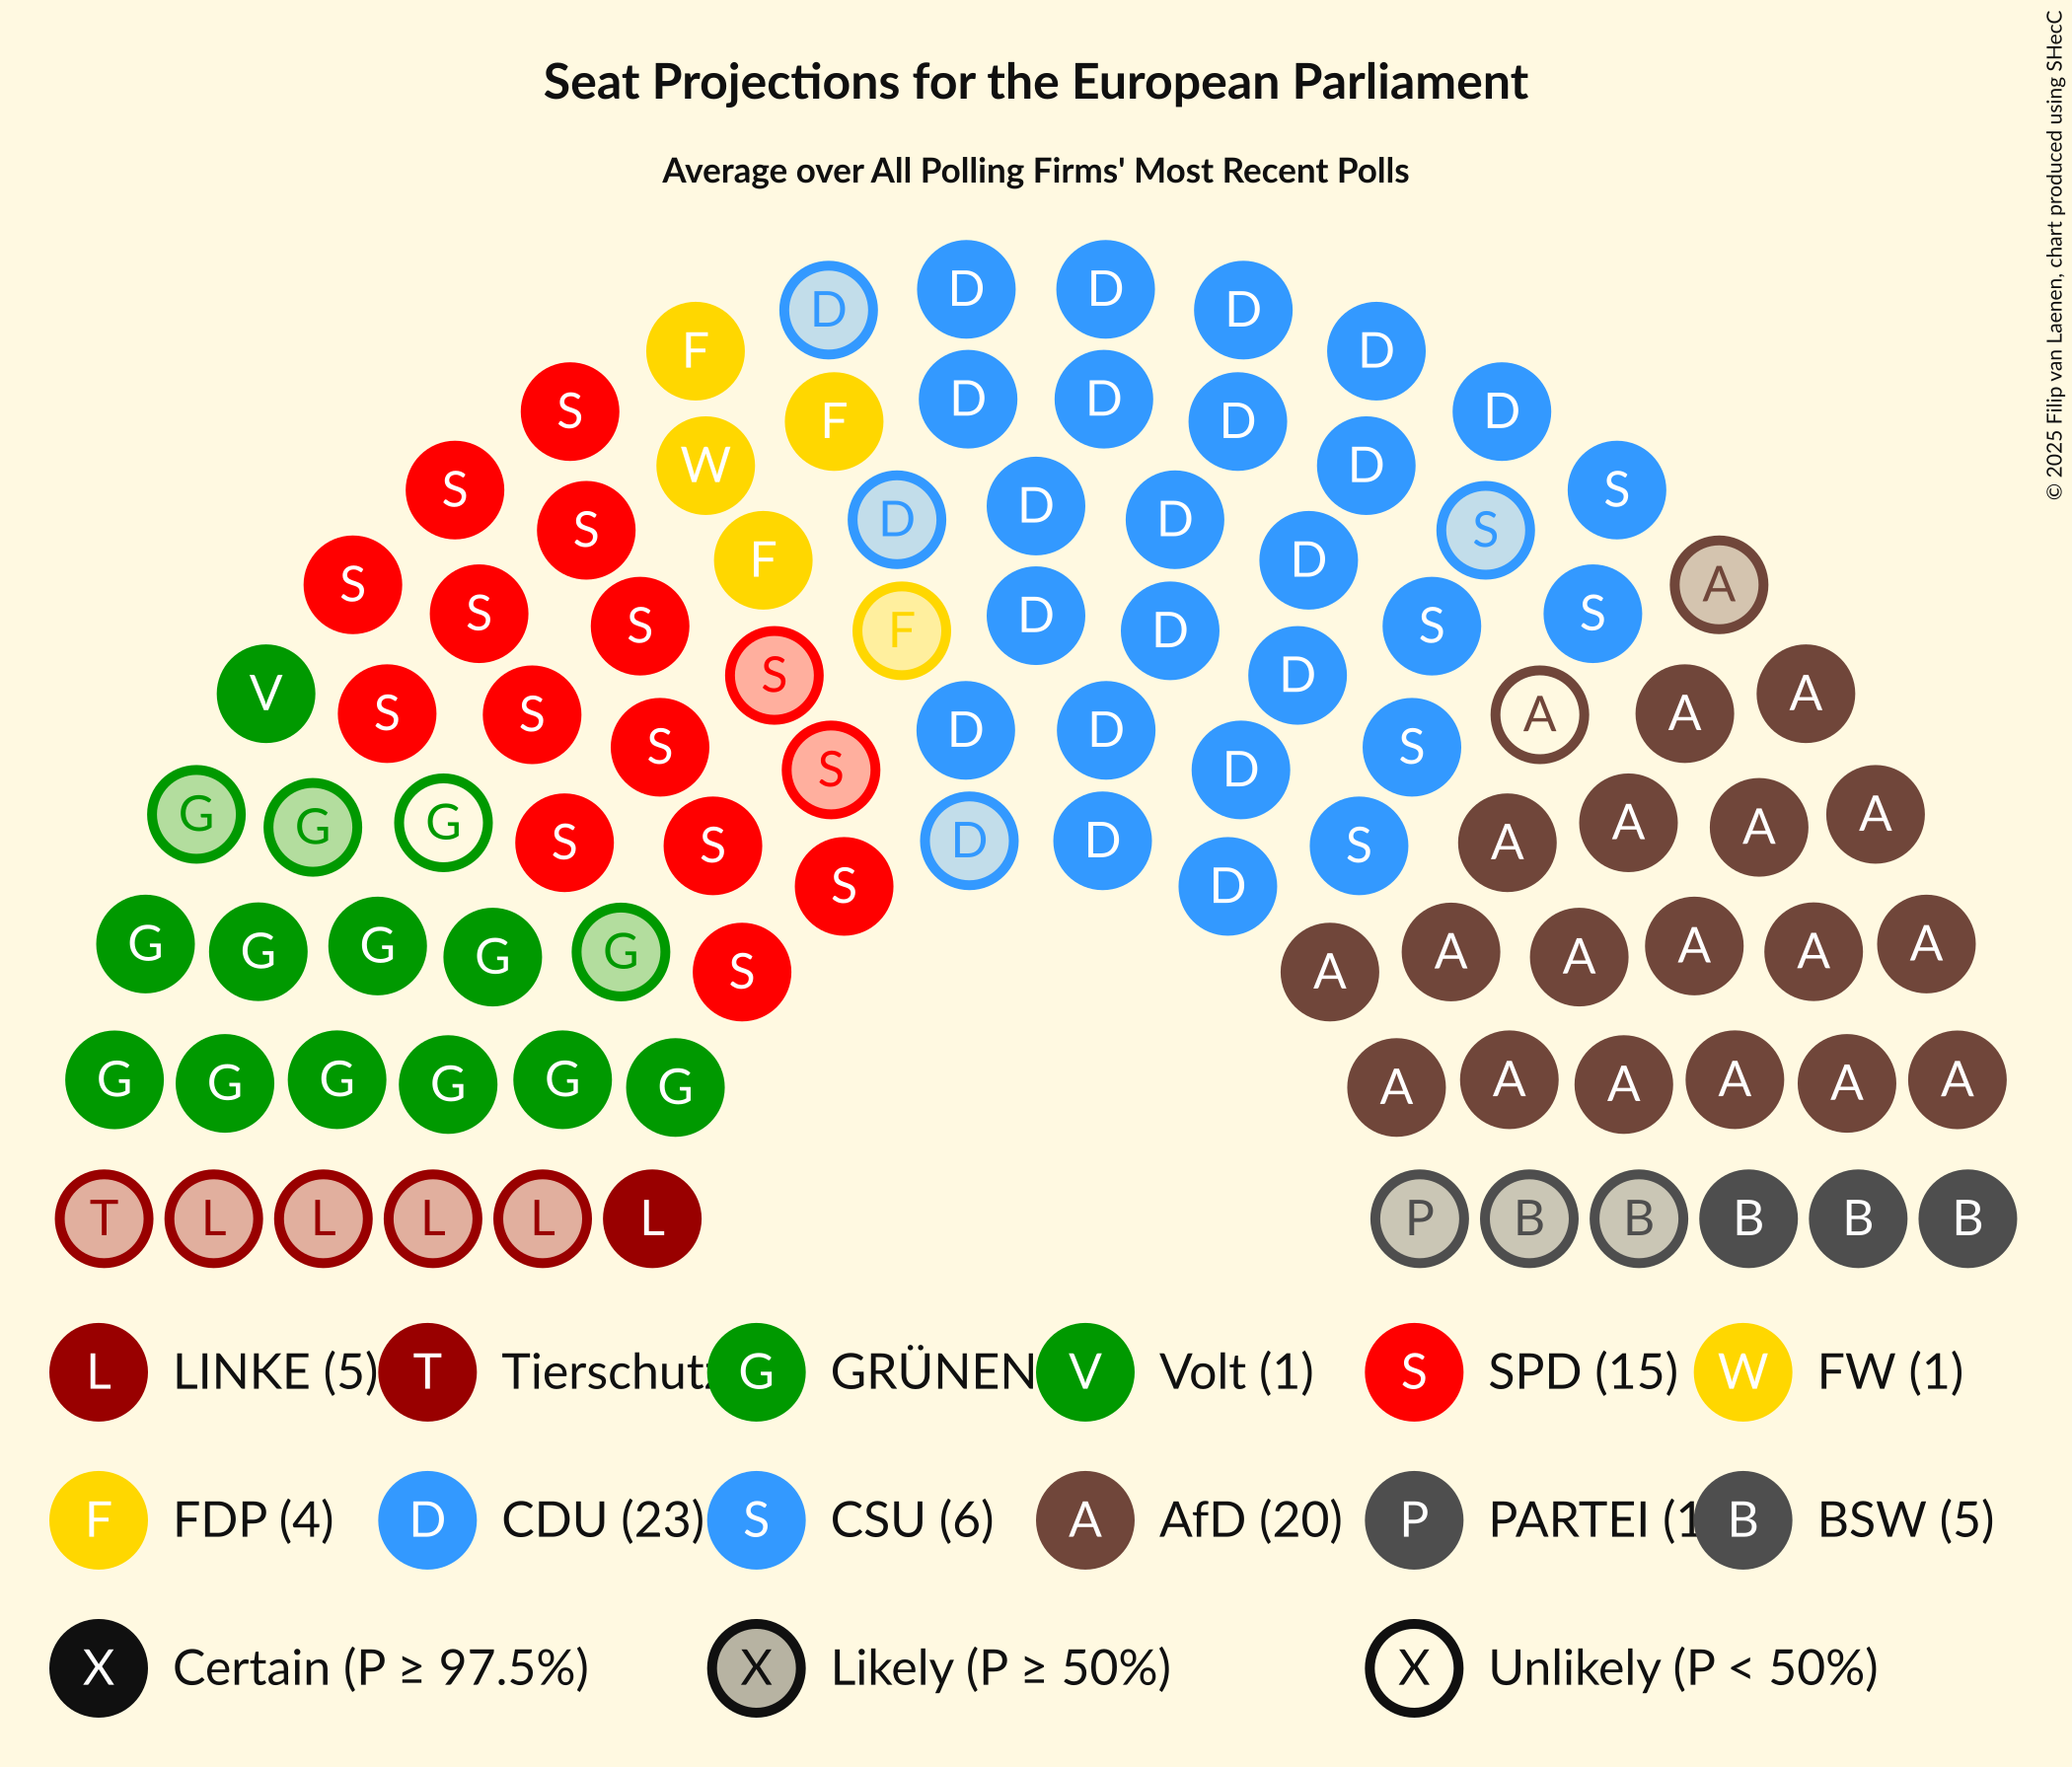 Seat Projections for the European Parliament
Average over All Polling Firms' Most Recent Polls
© 2025 Filip van Laenen, chart produced using SHecC
D D D D
F D
S F D D D D D
S W D S
S S F D D D D S S
S S F D D S A
V S S S S D D D S A A A
G G G S S S D D D S A A A A
G G G G G S S D A A A A A A
G G G G G G A A A A A A
T L L L L L P B B B B B
L LINKE (5) T Tierschutz G GRÜNEN V Volt (1) S SPD (15) W FW (1)
F FDP (4) D CDU (23) S CSU (6) A AfD (20) P PARTEI (1 B BSW (5)
X Certain (P ≥ 97.5%) X Likely (P ≥ 50%) X Unlikely (P < 50%)